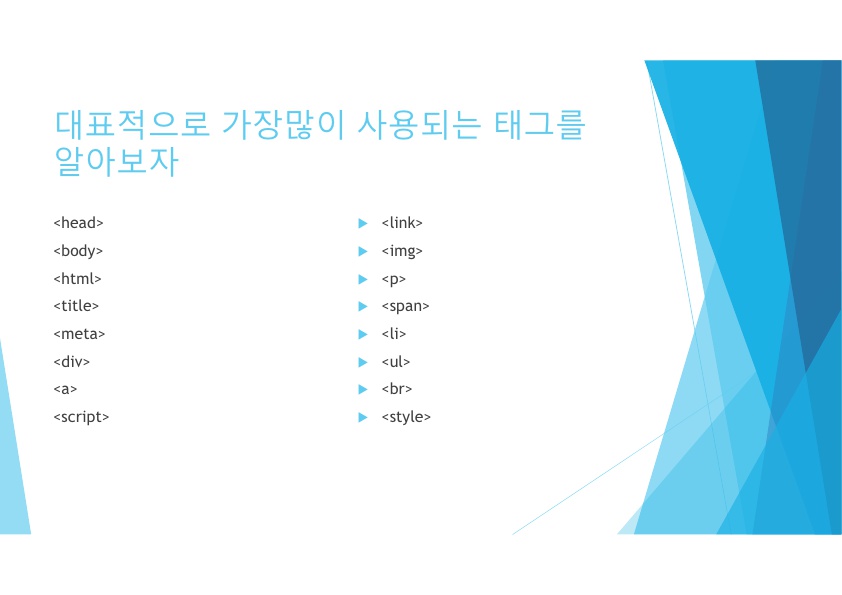 대표적으로 가장많이 사용되는 태그를
알아보자
<head>
<body>
<html>
<title>
<meta>
<div>
<a>
<script>
<link>
<img>
<p>
<span>
<li>
<ul>
<br>
<style>